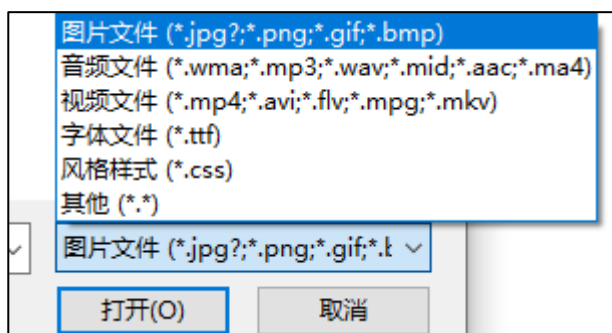 图片文件 (*.jpg?;*.png;*.gif;*.bmp)
音频文件 (*.wma;*.mp3;*.wav;*.mid;*.aac;*.ma4)
视频文件 (*.mp4;*.avi;*.flv;*.mpg;*.mkv)
字体文件 (*.ttf)
风格样式 (*.css)
其他 (*.*)
图片文件 (*.jpg?;*.png;*.gif;*.b
打开(O) 取消